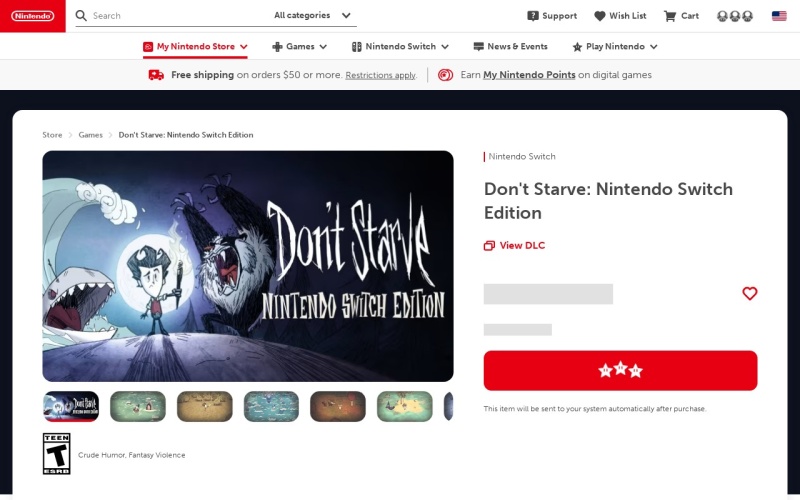 Nintendo
Search
All categories
Support
Wish List
Cart
My Nintendo Store
Games
Nintendo Switch
News & Events
Play Nintendo
Free shipping on orders $50 or more. Restrictions apply.
Earn My Nintendo Points on digital games
Store
Games
Don't Starve: Nintendo Switch Edition
Don't Starve
NINTENDO SWITCH EDITION
Nintendo Switch
Don't Starve: Nintendo Switch
Edition
View DLC
This item will be sent to your system automatically after purchase.
TEEN
T
ESRB
Crude Humor, Fantasy Violence